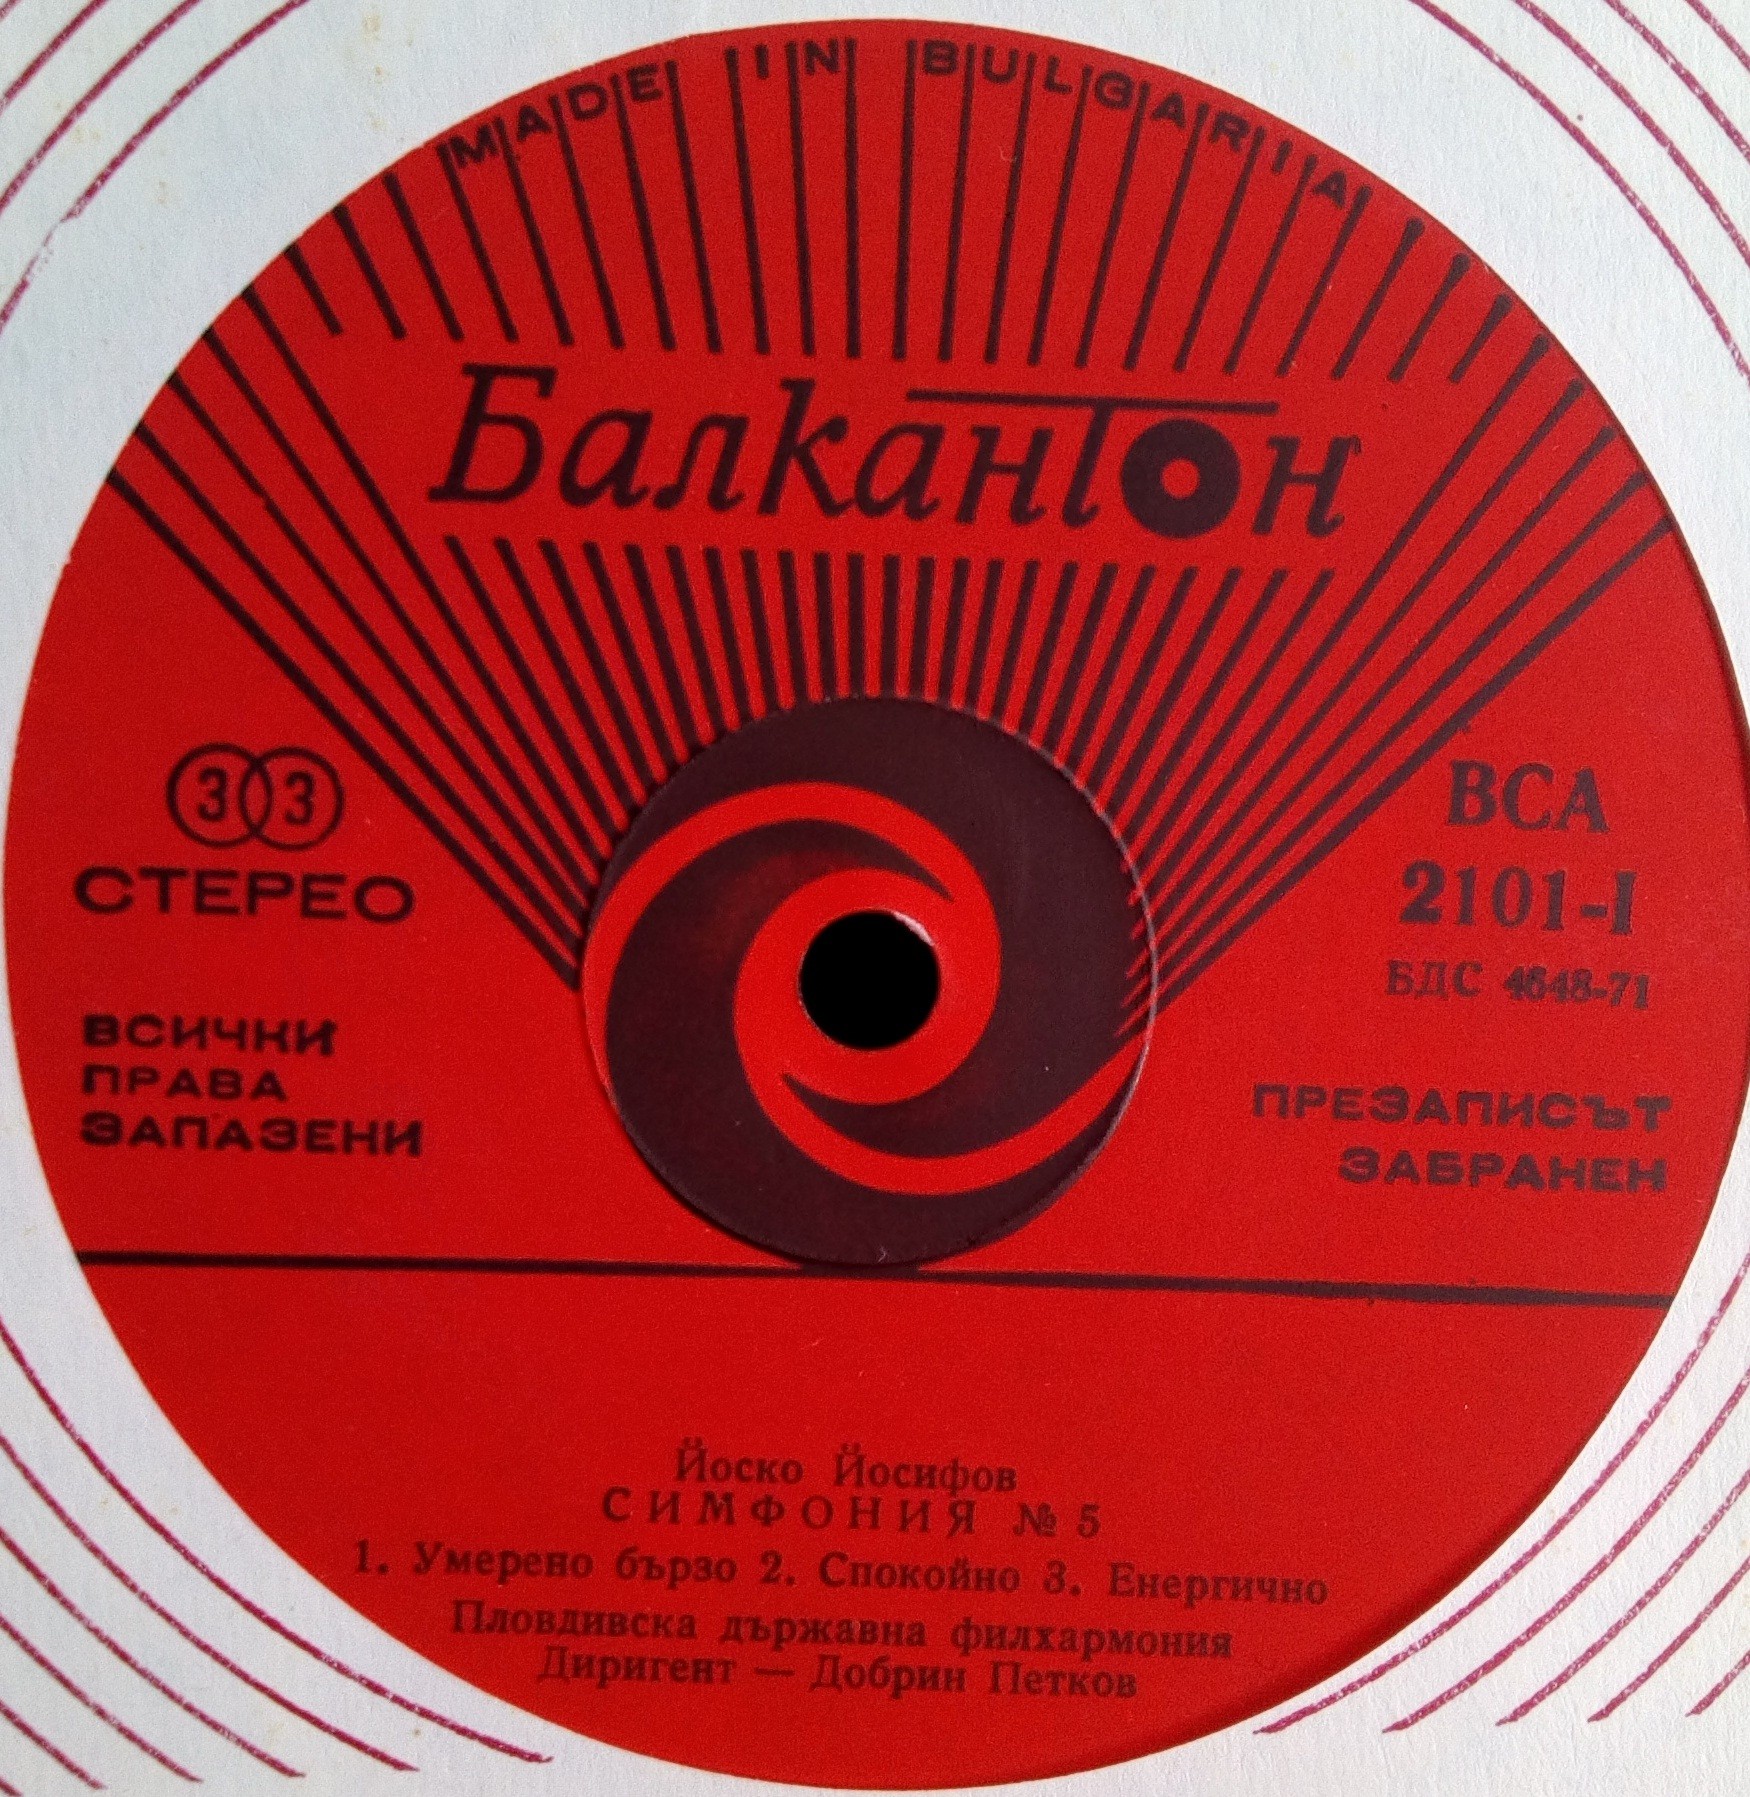 MADE IN BULGARIA
Балкантон
33
СТЕРЕО
ВСИЧКИ
ПРАВА
ЗАПАЗЕНИ
ВСА
2101-I
БДС 4648-71
ПРЕЗАПИСЪТ
ЗАБРАНЕН
Йоско Йосифов
СИМФОНИЯ № 5
1. Умерено бързо 2. Спокойно 3. Енергично
Пловдивска държавна филхармония
Диригент — Добрин Петков